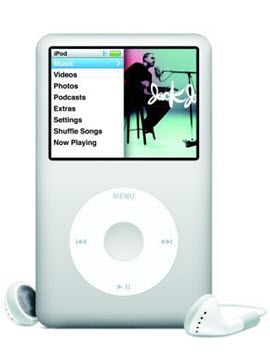 iPod
Music
Videos
Photos
Podcasts
Extras
Settings
Shuffle Songs
Now Playing
MENU